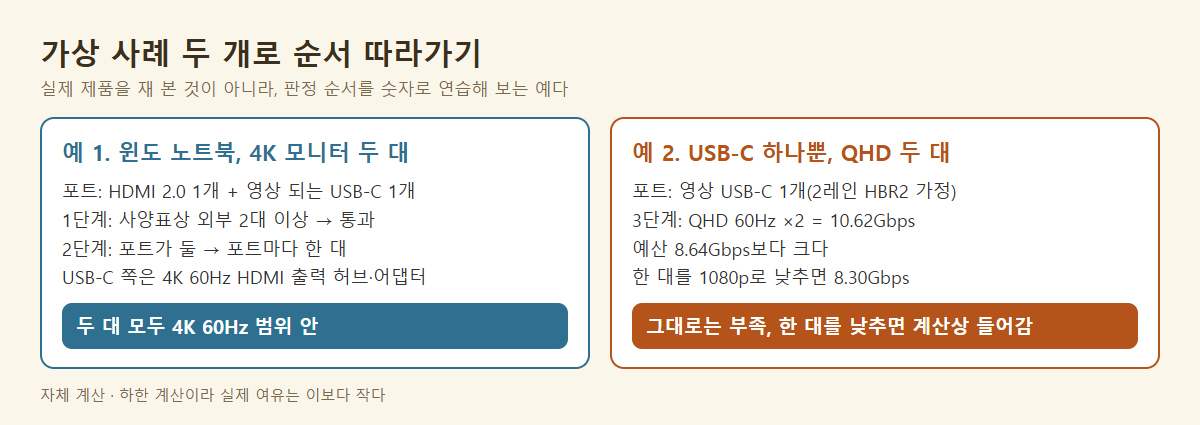 가상 사례 두 개로 순서 따라가기
실제 제품을 재 본 것이 아니라, 판정 순서를 숫자로 연습해 보는 예다
예 1. 윈도 노트북, 4K 모니터 두 대
포트: HDMI 2.0 1개 + 영상 되는 USB-C 1개
1단계: 사양표상 외부 2대 이상 → 통과
2단계: 포트가 둘 → 포트마다 한 대
USB-C 쪽은 4K 60Hz HDMI 출력 허브·어댑터
두 대 모두 4K 60Hz 범위 안
예 2. USB-C 하나뿐, QHD 두 대
포트: 영상 USB-C 1개(2레인 HBR2 가정)
3단계: QHD 60Hz ×2 = 10.62Gbps
예산 8.64Gbps보다 크다
한 대를 1080p로 낮추면 8.30Gbps
그대로는 부족, 한 대를 낮추면 계산상 들어감
자체 계산 · 하한 계산이라 실제 여유는 이보다 작다